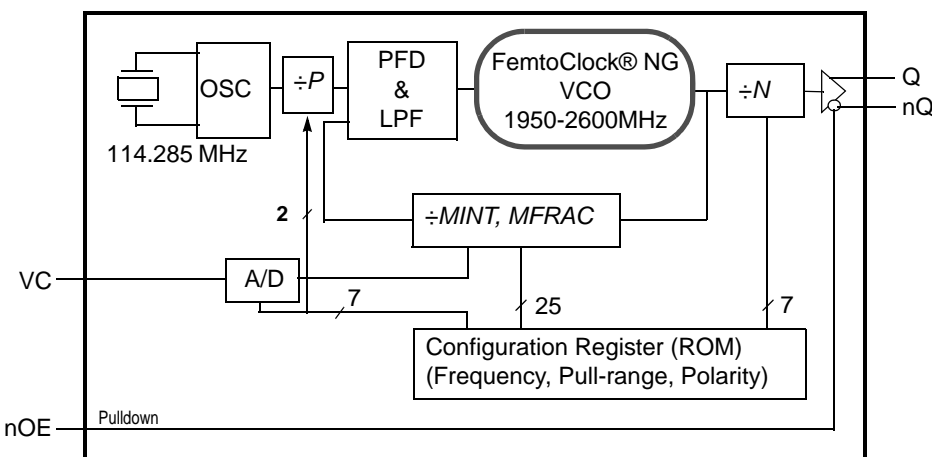 OSC
÷P
PFD
&
LPF
FemtoClock® NG
VCO
1950-2600MHz
÷N
Q
nQ
114.285 MHz
2
÷MINT, MFRAC
VC
A/D
7
25
7
Configuration Register (ROM)
(Frequency, Pull-range, Polarity)
nOE
Pulldown